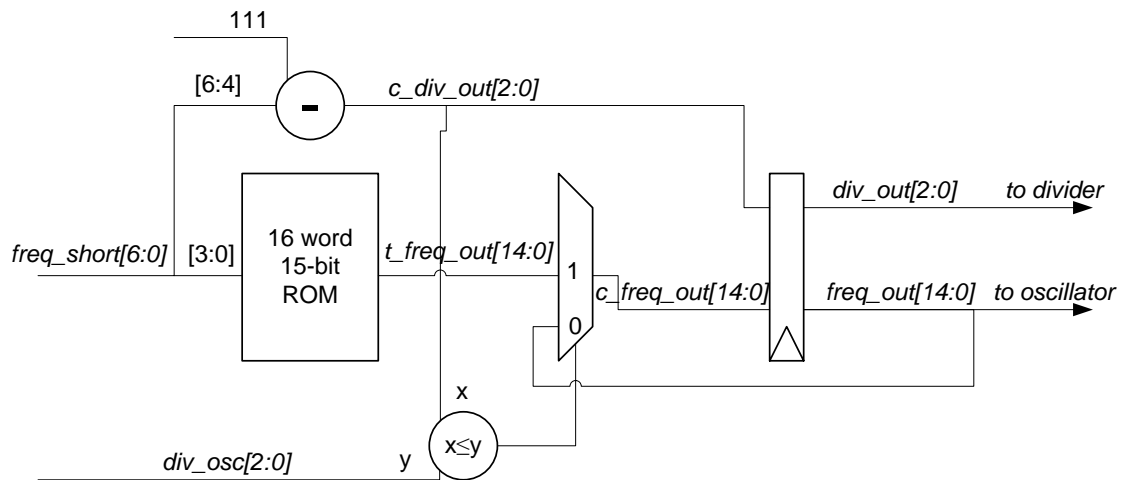 111
[6:4]
-
c_div_out[2:0]
freq_short[6:0]
[3:0]
16 word
15-bit
ROM
t_freq_out[14:0]
1
0
c_freq_out[14:0]
div_out[2:0]
to divider
freq_out[14:0]
to oscillator
x
x≤y
y
div_osc[2:0]